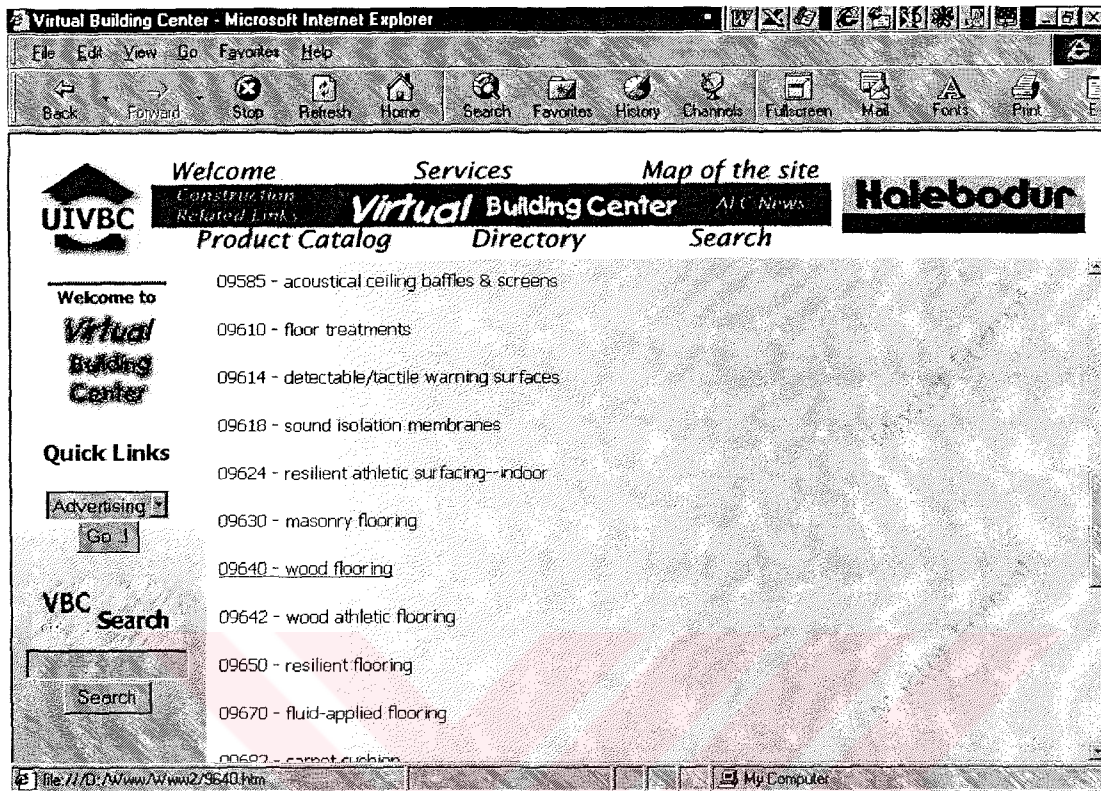 Virtual Building Center - Microsoft Internet Explorer
File Edit View Go Favorites Help
Back Forward Stop Refresh Home Search Favorites History Channels Fullscreen Mail Fonts Print
Welcome Services Map of the site
UIVBC
Construction Related Links
Virtual Building Center
AEC News
Kalebodur
Product Catalog Directory Search
Welcome to
Virtual
Building
Center
Quick Links
Advertising
Go !
VBC Search
Search
09585 - acoustical ceiling baffles & screens
09610 - floor treatments
09614 - detectable/tactile warning surfaces
09618 - sound isolation membranes
09624 - resilient athletic surfacing--indoor
09630 - masonry flooring
09640 - wood flooring
09642 - wood athletic flooring
09650 - resilient flooring
09670 - fluid-applied flooring
09682 - carpet cushion
file:///D:/Www/Www2/9640.htm
My Computer